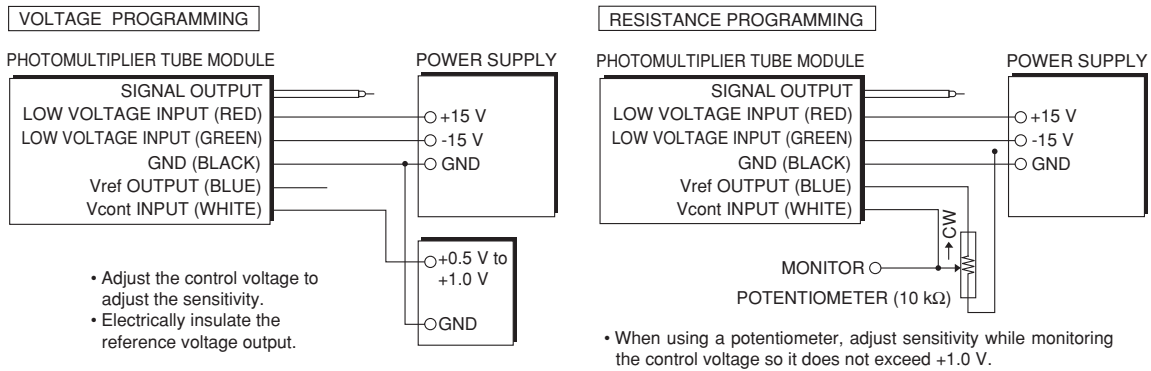 VOLTAGE PROGRAMMING
PHOTOMULTIPLIER TUBE MODULE
SIGNAL OUTPUT
LOW VOLTAGE INPUT (RED)
LOW VOLTAGE INPUT (GREEN)
GND (BLACK)
Vref OUTPUT (BLUE)
Vcont INPUT (WHITE)
POWER SUPPLY
+15 V
-15 V
GND
+0.5 V to
+1.0 V
GND
• Adjust the control voltage to
adjust the sensitivity.
• Electrically insulate the
reference voltage output.
RESISTANCE PROGRAMMING
PHOTOMULTIPLIER TUBE MODULE
SIGNAL OUTPUT
LOW VOLTAGE INPUT (RED)
LOW VOLTAGE INPUT (GREEN)
GND (BLACK)
Vref OUTPUT (BLUE)
Vcont INPUT (WHITE)
POWER SUPPLY
+15 V
-15 V
GND
CW
MONITOR
POTENTIOMETER (10 kΩ)
• When using a potentiometer, adjust sensitivity while monitoring
the control voltage so it does not exceed +1.0 V.